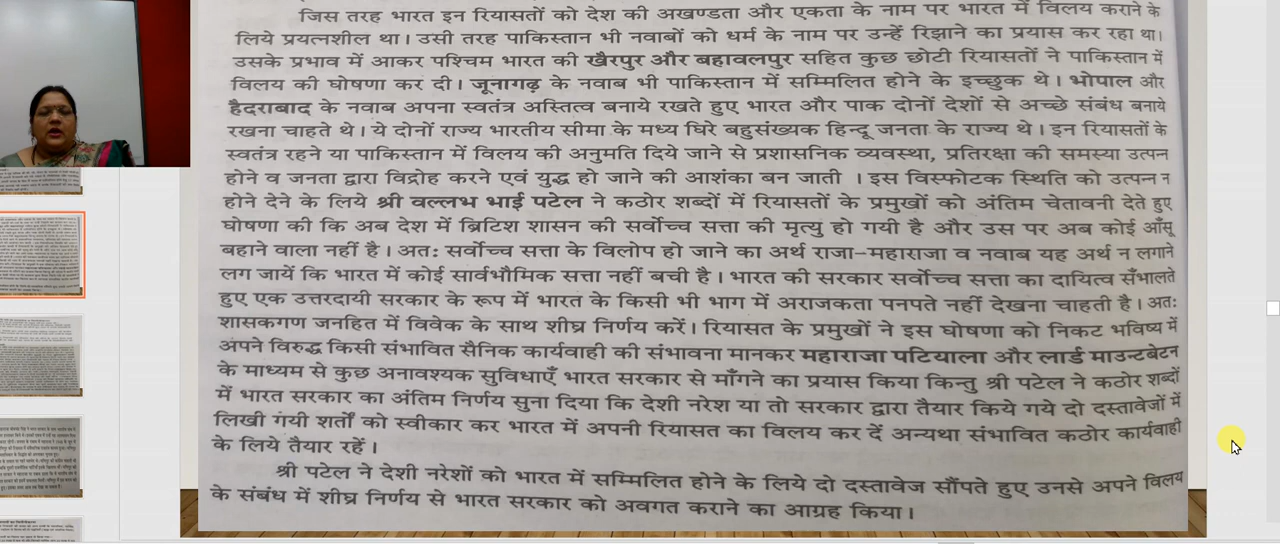 जिस तरह भारत इन रियासतों को देश की अखण्डता और एकता के नाम पर भारत में विलय कराने के
लिये प्रयत्नशील था। उसी तरह पाकिस्तान भी नवाबों को धर्म के नाम पर उन्हें रिझाने का प्रयास कर रहा था।
उसके प्रभाव में आकर पश्चिम भारत की खैरपुर और बहावलपुर सहित कुछ छोटी रियासतों ने पाकिस्तान में
विलय की घोषणा कर दी। जूनागढ़ के नवाब भी पाकिस्तान में सम्मिलित होने के इच्छुक थे। भोपाल और
हैदराबाद के नवाब अपना स्वतंत्र अस्तित्व बनाये रखते हुए भारत और पाक दोनों देशों से अच्छे संबंध बनाये
रखना चाहते थे। ये दोनों राज्य भारतीय सीमा के मध्य घिरे बहुसंख्यक हिन्दू जनता के राज्य थे। इन रियासतों के
स्वतंत्र रहने या पाकिस्तान में विलय की अनुमति दिये जाने से प्रशासनिक व्यवस्था, प्रतिरक्षा की समस्या उत्पन्न
होने व जनता द्वारा विद्रोह करने एवं युद्ध हो जाने की आशंका बन जाती । इस विस्फोटक स्थिति को उत्पन्न न
होने देने के लिये श्री वल्लभ भाई पटेल ने कठोर शब्दों में रियासतों के प्रमुखों को अंतिम चेतावनी देते हुए
घोषणा की कि अब देश में ब्रिटिश शासन की सर्वोच्च सत्ता को मृत्यु हो गयी है और उस पर अब कोई आँसू
बहाने वाला नहीं है। अत: सर्वोच्च सत्ता के विलोप हो जाने का अर्थ राजा-महाराजा व नवाब यह अर्थ न लगाने
लग जायें कि भारत में कोई सार्वभौमिक सत्ता नहीं बची है। भारत की सरकार सर्वोच्च सत्ता का दायित्व सँभालते
हुए एक उत्तरदायी सरकार के रूप में भारत के किसी भी भाग में अराजकता पनपते नहीं देखना चाहती है। अत:
शासकगण जनहित में विवेक के साथ शीघ्र निर्णय करें। रियासत के प्रमुखों ने इस घोषणा को निकट भविष्य में
अपने विरुद्ध किसी संभावित सैनिक कार्यवाही की संभावना मानकर महाराजा पटियाला और लार्ड माउन्टबेटन
के माध्यम से कुछ अनावश्यक सुविधाएँ भारत सरकार से माँगने का प्रयास किया किन्तु श्री पटेल ने कठोर शब्दों
में भारत सरकार का अंतिम निर्णय सुना दिया कि देशी नरेश या तो सरकार द्वारा तैयार किये गये दो दस्तावेजों में
लिखी गयी शर्तों को स्वीकार कर भारत में अपनी रियासत का विलय कर दें अन्यथा संभावित कठोर कार्यवाही
के लिये तैयार रहें।
श्री पटेल ने देशी नरेशों को भारत में सम्मिलित होने के लिये दो दस्तावेज सौंपते हुए उनसे अपने विलय
के संबंध में शीघ्र निर्णय से भारत सरकार को अवगत कराने का आग्रह किया।